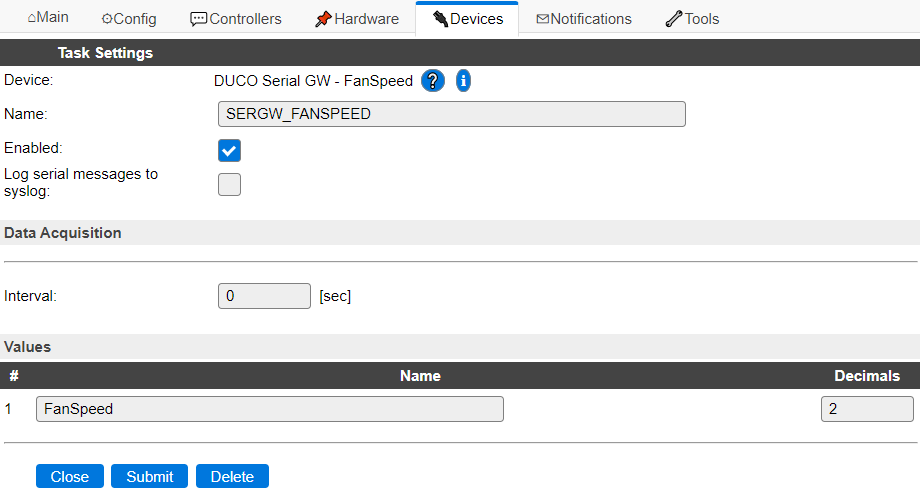 ⌂Main ⚙Config 💬Controllers 📌Hardware 🔌Devices ✉Notifications 🔧Tools
Task Settings
Device: DUCO Serial GW - FanSpeed ? i
Name: SERGW_FANSPEED
Enabled:
Log serial messages to
syslog:
Data Acquisition
Interval: 0 [sec]
Values
# Name Decimals
1 FanSpeed 2
Close Submit Delete